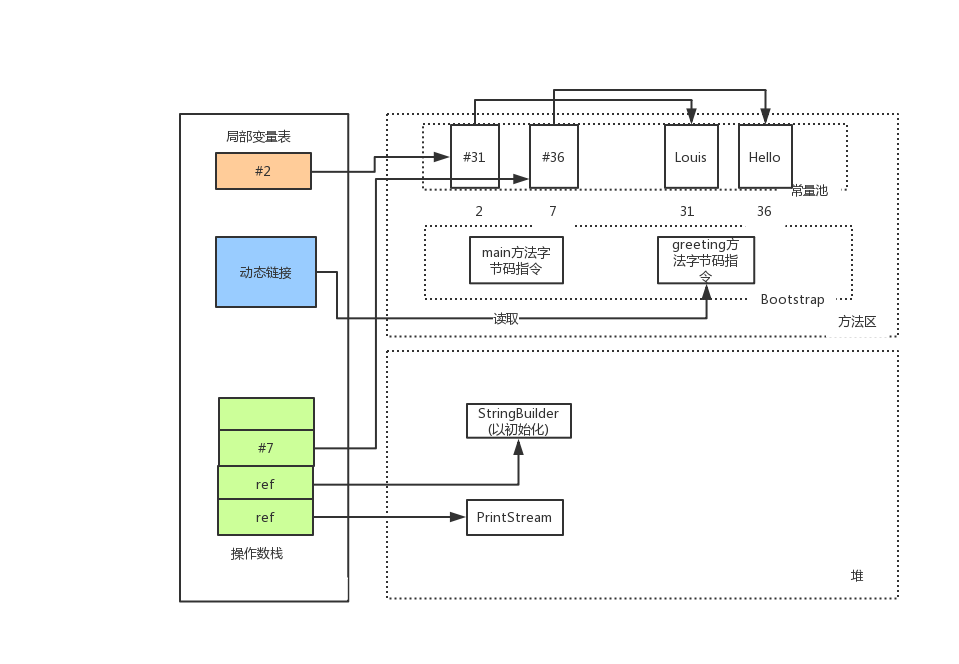 局部变量表
#2
动态链接
#7
ref
ref
操作数栈
#31
#36
Louis
Hello
常量池
2
7
31
36
main方法字
节码指令
greeting方
法字节码指
令
Bootstrap
读取
方法区
StringBuilder
(以初始化)
PrintStream
堆